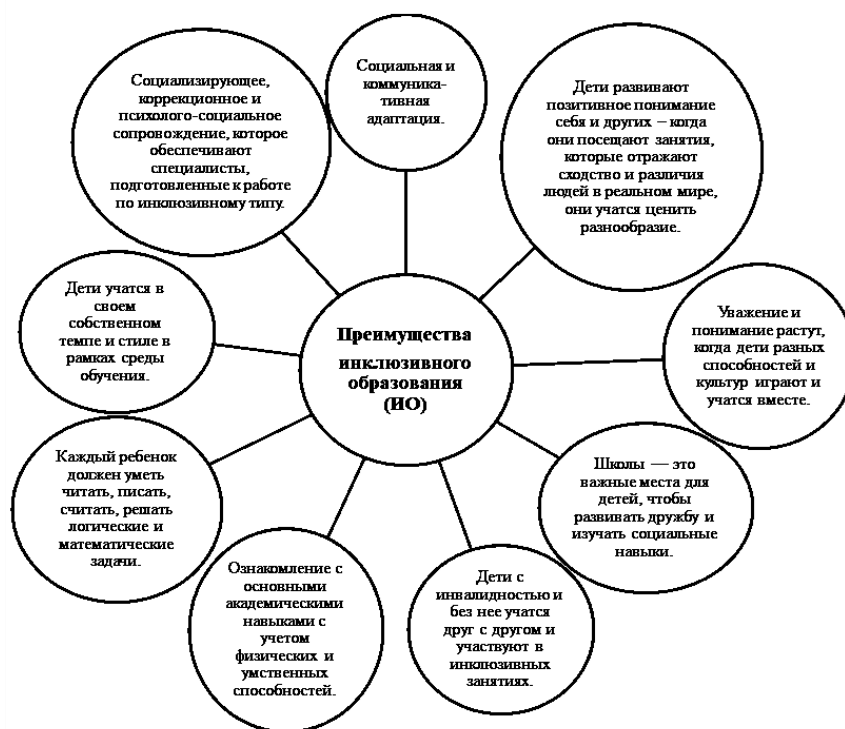 Социализирующее,
коррекционное и
психолого-социальное
сопровождение, которое
обеспечивают
специалисты,
подготовленные к работе
по инклюзивному типу.
Социальная и
коммуника-
тивная
адаптация.
Дети развивают
позитивное понимание
себя и других – когда
они посещают занятия,
которые отражают
сходство и различия
людей в реальном мире,
они учатся ценить
разнообразие.
Дети учатся в
своем
собственном
темпе и стиле в
рамках среды
обучения.
Преимущества
инклюзивного
образования
(ИО)
Уважение и
понимание растут,
когда дети разных
способностей и
культур играют и
учатся вместе.
Каждый ребенок
должен уметь
читать, писать,
считать, решать
логические и
математические
задачи.
Школы — это
важные места для
детей, чтобы
развивать дружбу и
изучать социальные
навыки.
Ознакомление с
основными
академическими
навыками с
учетом
физических и
умственных
способностей.
Дети с
инвалидностью и
без нее учатся
друг с другом и
участвуют в
инклюзивных
занятиях.